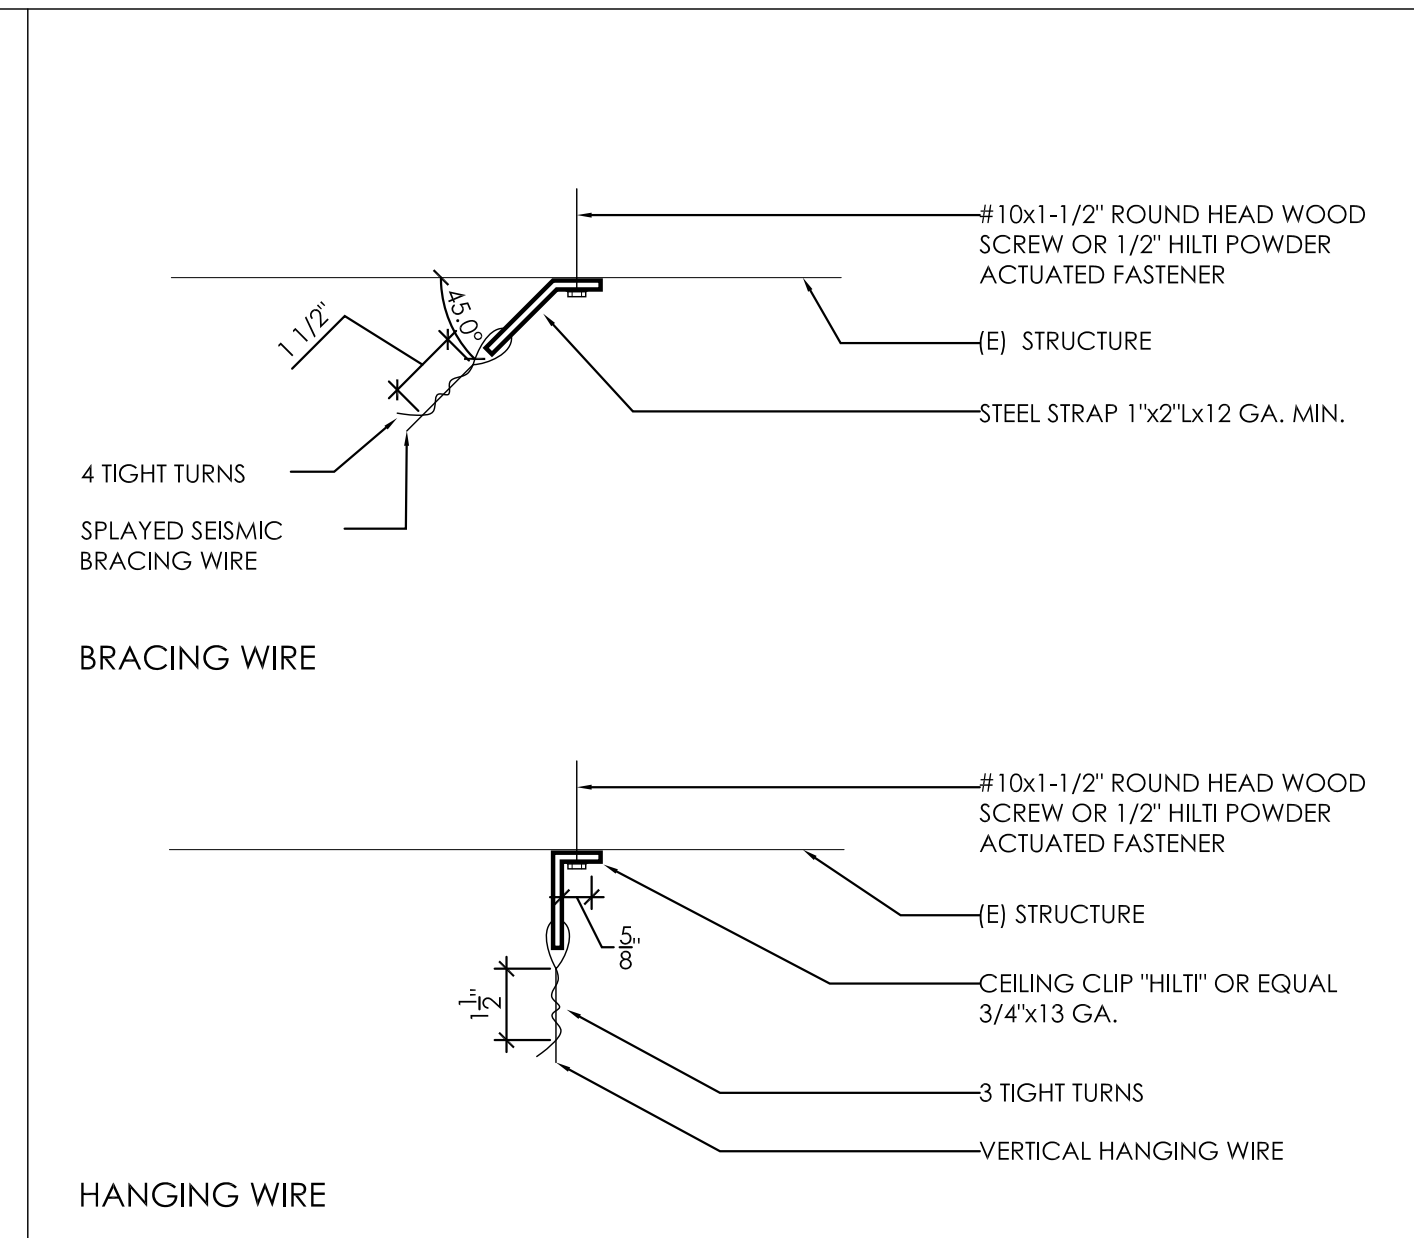 #10x1-1/2" ROUND HEAD WOOD
SCREW OR 1/2" HILTI POWDER
ACTUATED FASTENER
45.0°
1 1/2"
(E) STRUCTURE
STEEL STRAP 1"x2"Lx12 GA. MIN.
4 TIGHT TURNS
SPLAYED SEISMIC
BRACING WIRE
BRACING WIRE
#10x1-1/2" ROUND HEAD WOOD
SCREW OR 1/2" HILTI POWDER
ACTUATED FASTENER
(E) STRUCTURE
5/8"
CEILING CLIP "HILTI" OR EQUAL
3/4"x13 GA.
1 1/2"
3 TIGHT TURNS
VERTICAL HANGING WIRE
HANGING WIRE